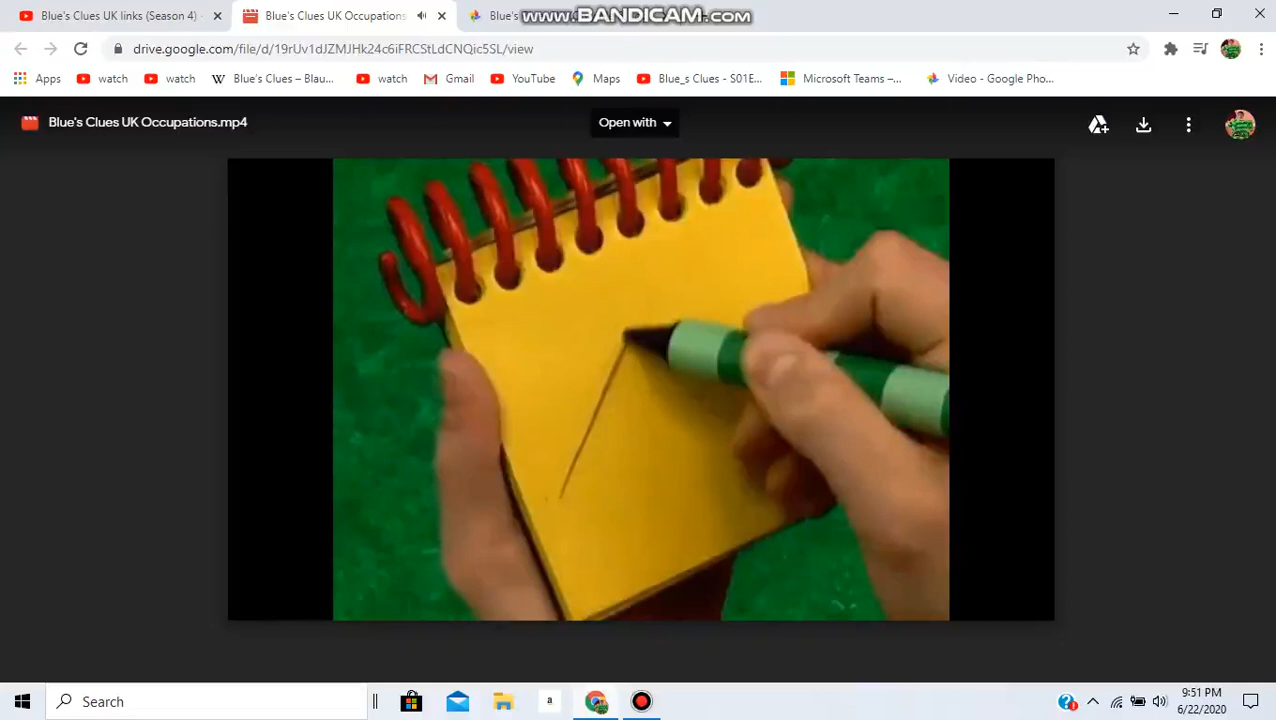 www.BANDICAM.com
Blue's Clues UK links (Season 4) -
Blue's Clues UK Occupations
Blue's
drive.google.com/file/d/19rUv1dJZMJHk24c6iFRCStLdCNQic5SL/view
Apps
watch
watch
Blue's Clues – Blau...
watch
Gmail
YouTube
Maps
Blue_s Clues - S01E...
Microsoft Teams –...
Video - Google Pho...
Blue's Clues UK Occupations.mp4
Open with
Search
a
9:51 PM
6/22/2020